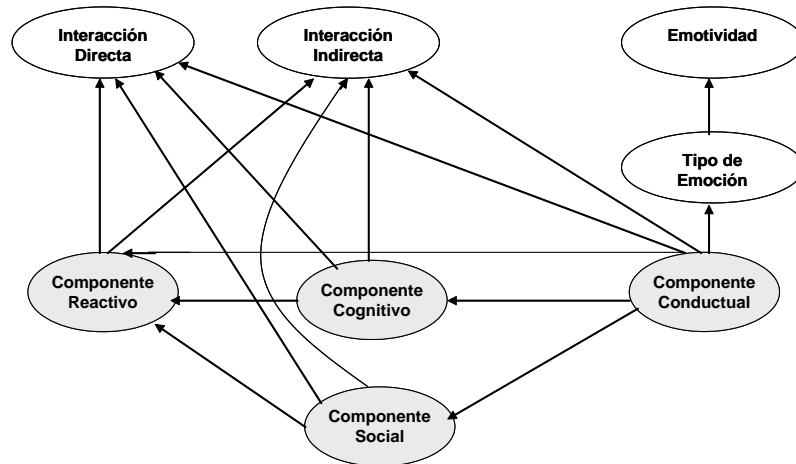 Interacción
Directa
Interacción
Indirecta
Emotividad
Tipo de
Emoción
Componente
Reactivo
Componente
Cognitivo
Componente
Conductual
Componente
Social